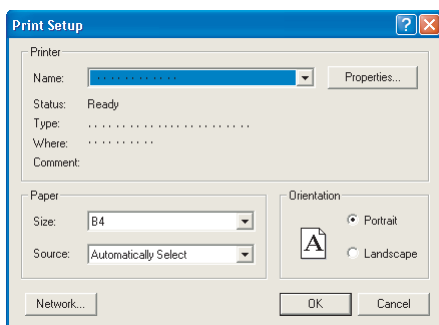 Print Setup
Printer
Name: Properties...
Status: Ready
Type:
Where:
Comment:
Paper
Size: B4
Source: Automatically Select
Orientation
A
Portrait
Landscape
Network... OK Cancel